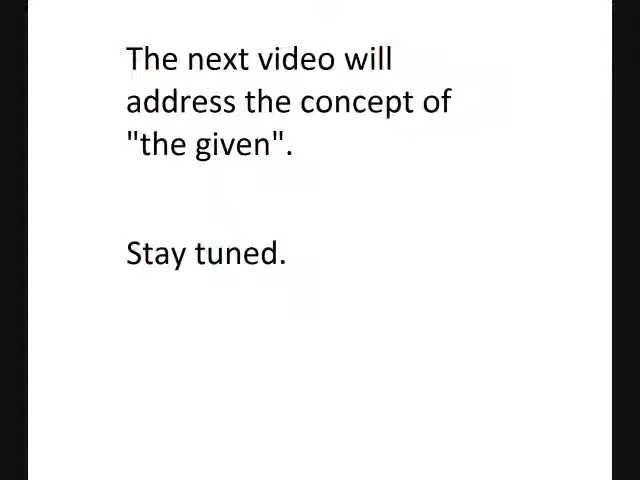 The next video will
address the concept of
"the given".
Stay tuned.